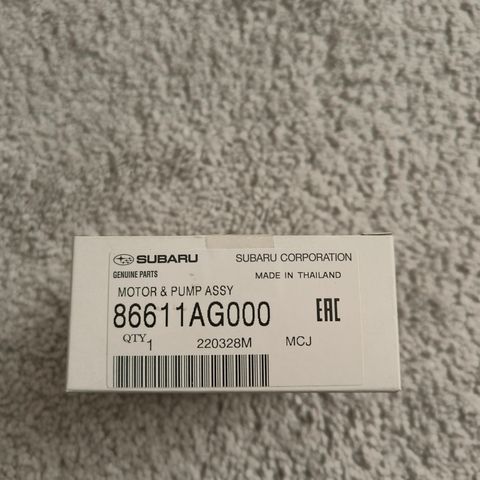 SUBARU SUBARU CORPORATION
GENUINE PARTS MADE IN THAILAND
MOTOR & PUMP ASSY
86611AG000 EAC
QTY 1 220328M MCJ